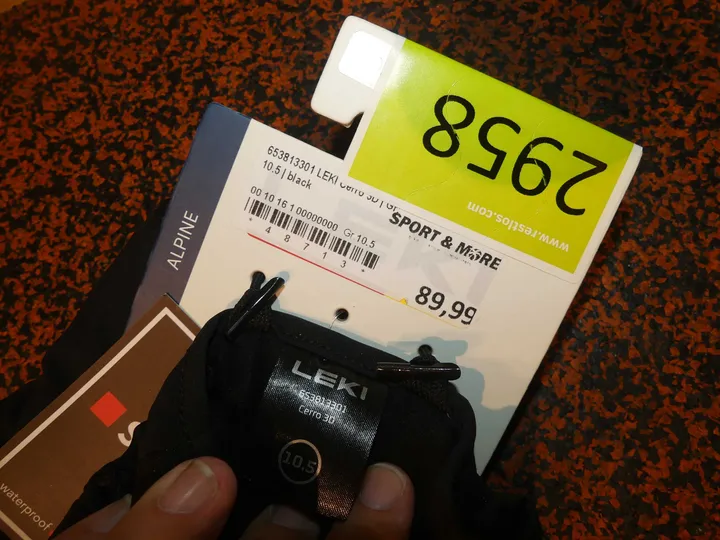 2958
www.restlos.com
653813301 LEKI Cerro 3D | Gr
10.5 | black
00 10 16 1 00000000 Gr 10.5
* 4 8 7 1 3 *
SPORT & MORE
89,99
ALPINE
LEKI
653813301
Cerro 3D
10.5
S
waterproof